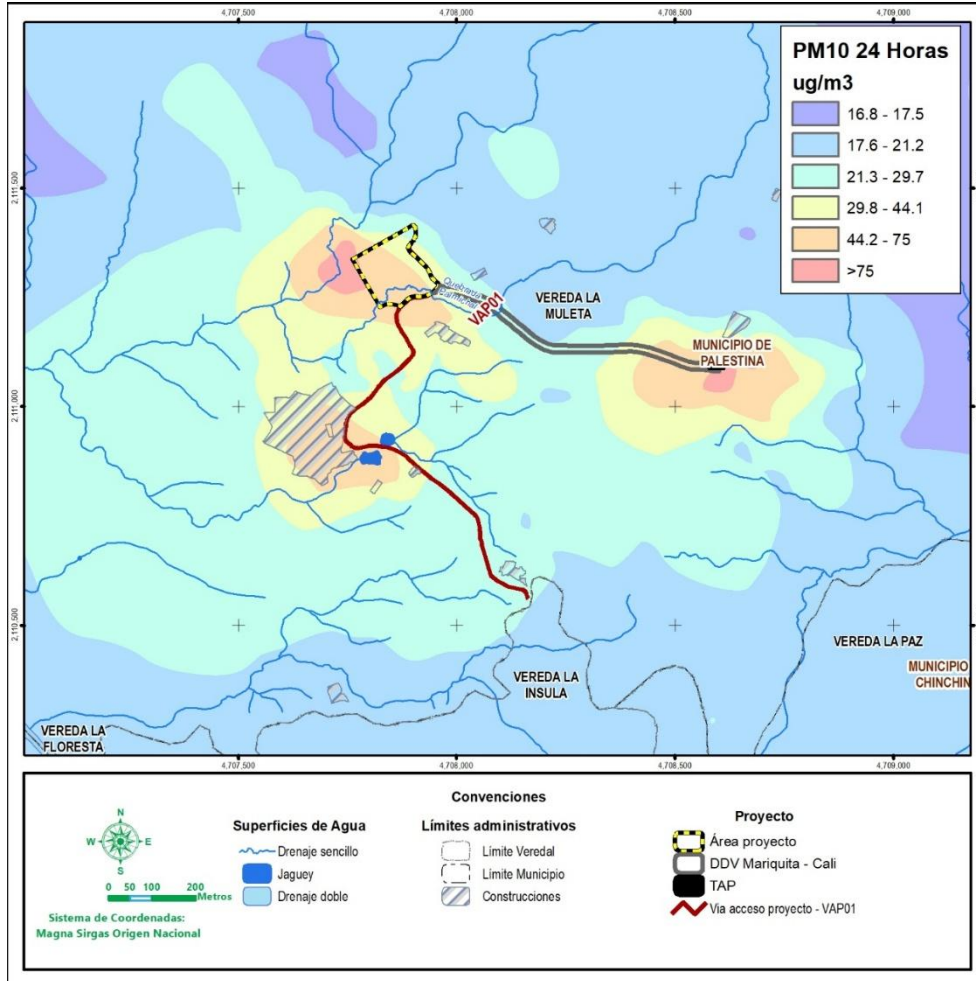 4,707,500
4,708,000
4,708,500
4,709,000
PM10 24 Horas
ug/m3
16.8 - 17.5
17.6 - 21.2
21.3 - 29.7
29.8 - 44.1
44.2 - 75
>75
2,111,500
2,111,000
2,110,500
Quebrada
Carminal
VAP01
VEREDA LA
MULETA
MUNICIPIO DE
PALESTINA
VEREDA LA PAZ
MUNICIPIO
CHINCHIN
VEREDA LA
INSULA
VEREDA LA
FLORESTA
4,707,500
4,708,000
4,708,500
4,709,000
Convenciones
N
W
E
S
0 50 100 200
Metros
Sistema de Coordenadas:
Magna Sirgas Origen Nacional
Superficies de Agua
Drenaje sencillo
Jaguey
Drenaje doble
Límites administrativos
Limite Veredal
Limite Municipio
Construcciones
Proyecto
Área proyecto
DDV Mariquita - Cali
TAP
Via acceso proyecto - VAP01